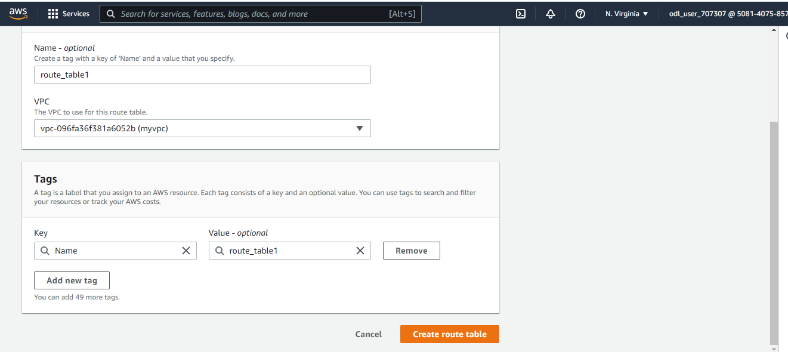 aws Services Search for services, features, blogs, docs, and more [Alt+S] N. Virginia odl_user_707307 @ 5081-4075-857
Name - optional
Create a tag with a key of 'Name' and a value that you specify.
route_table1
VPC
The VPC to use for this route table.
vpc-096fa36f381a6052b (myvpc)
Tags
A tag is a label that you assign to an AWS resource. Each tag consists of a key and an optional value. You can use tags to search and filter
your resources or track your AWS costs.
Key Value - optional
Name route_table1 Remove
Add new tag
You can add 49 more tags.
Cancel Create route table